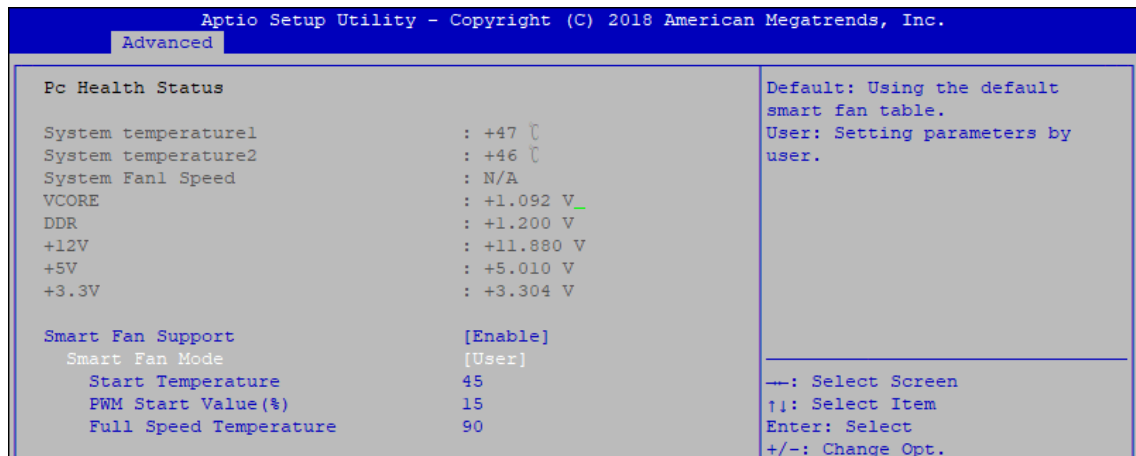 Aptio Setup Utility - Copyright (C) 2018 American Megatrends, Inc.
Advanced
Pc Health Status
System temperature1 : +47 ℃
System temperature2 : +46 ℃
System Fan1 Speed : N/A
VCORE : +1.092 V_
DDR : +1.200 V
+12V : +11.880 V
+5V : +5.010 V
+3.3V : +3.304 V
Smart Fan Support [Enable]
Smart Fan Mode [User]
Start Temperature 45
PWM Start Value(%) 15
Full Speed Temperature 90
Default: Using the default
smart fan table.
User: Setting parameters by
user.
→←: Select Screen
↑↓: Select Item
Enter: Select
+/-: Change Opt.